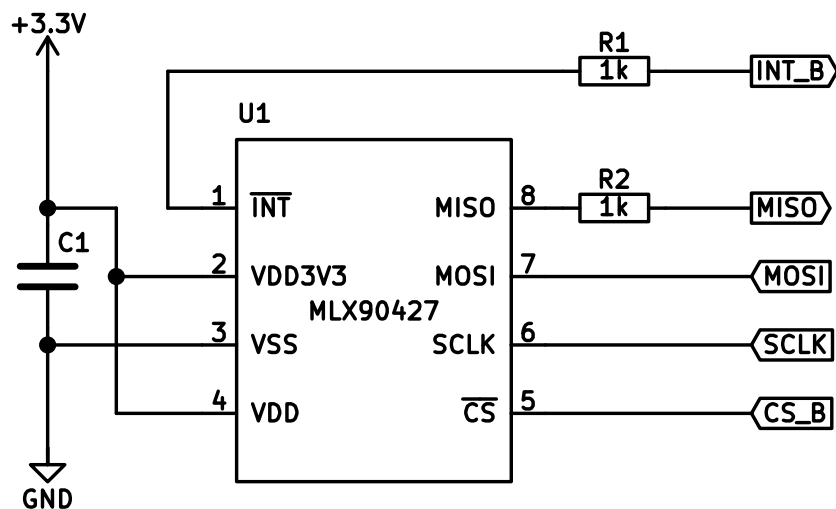 +3.3V
R1
1k
INT_B
U1
1
INT
MISO
8
R2
1k
MISO
C1
2
VDD3V3
MOSI
7
MOSI
MLX90427
3
VSS
SCLK
6
SCLK
4
VDD
CS
5
CS_B
GND